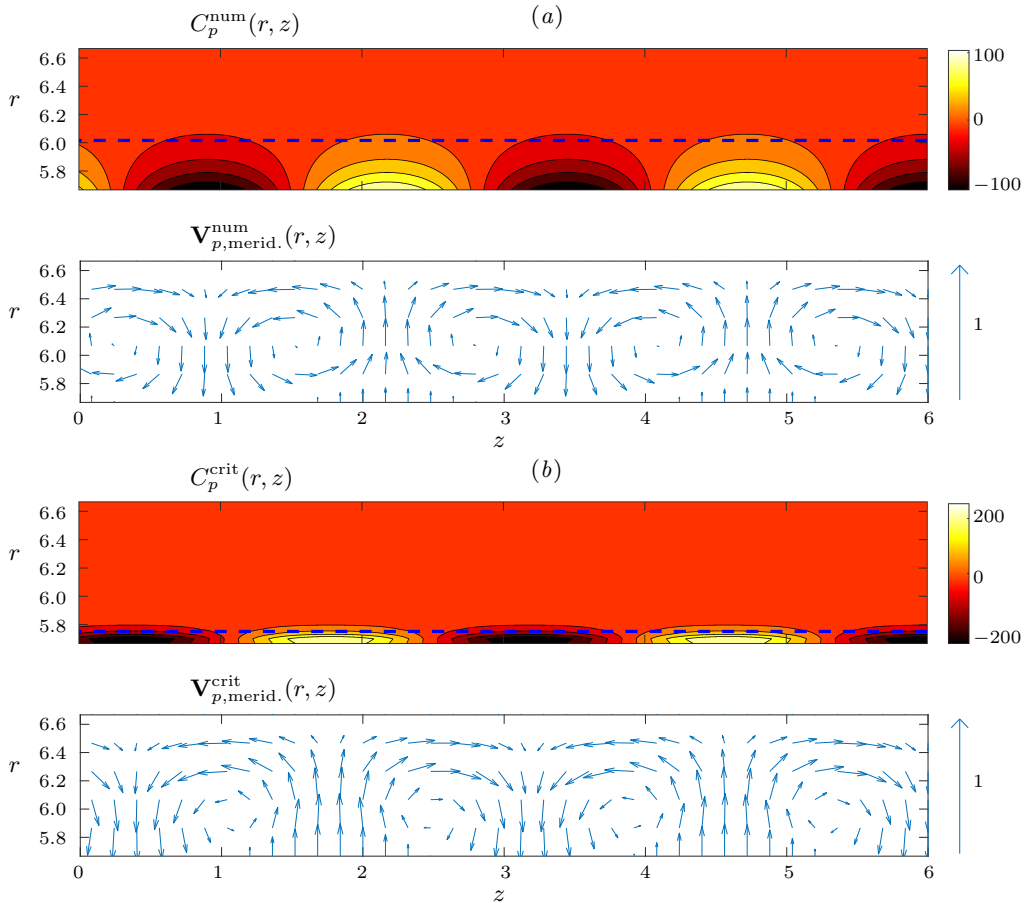 C_p^num(r, z)
(a)
r
6.6
6.4
6.2
6.0
5.8
100
0
−100
V_{p,merid.}^num(r, z)
r
6.6
6.4
6.2
6.0
5.8
0 1 2 3 4 5 6
z
1
C_p^crit(r, z)
(b)
r
6.6
6.4
6.2
6.0
5.8
200
0
−200
V_{p,merid.}^crit(r, z)
r
6.6
6.4
6.2
6.0
5.8
0 1 2 3 4 5 6
z
1